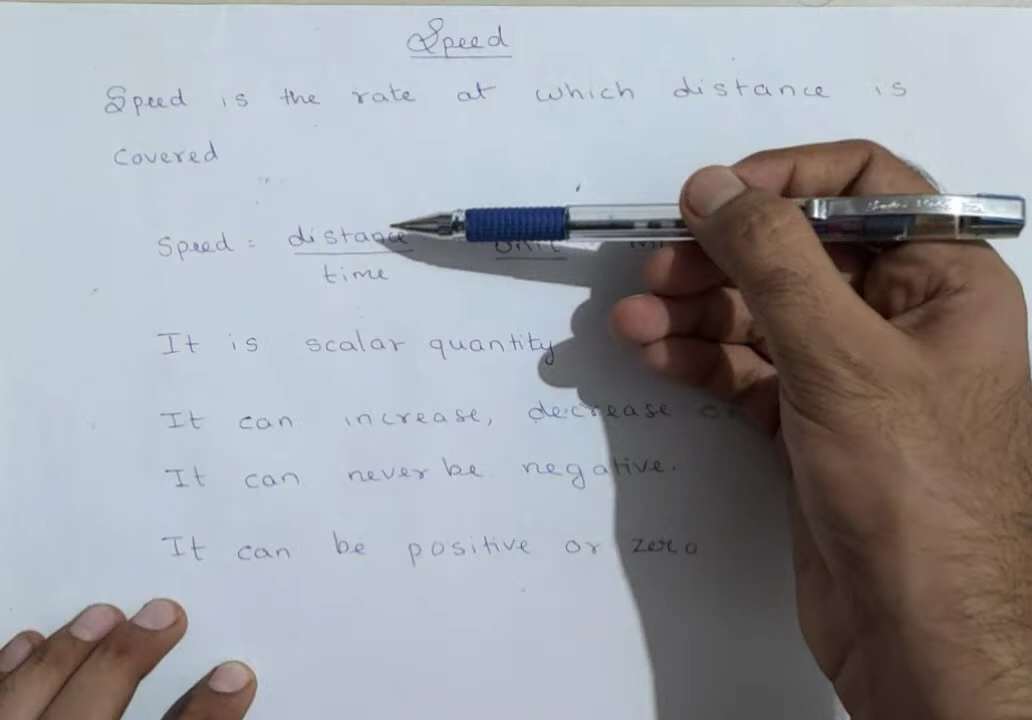 Speed
Speed is the rate at which distance is
covered
Speed = distance unit
time
It is scalar quantity
It can increase, decrease
It can never be negative.
It can be positive or zero